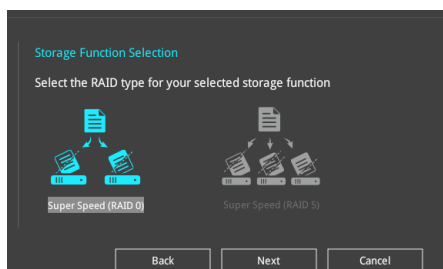 Storage Function Selection
Select the RAID type for your selected storage function
Super Speed (RAID 0)
Super Speed (RAID 5)
Back
Next
Cancel